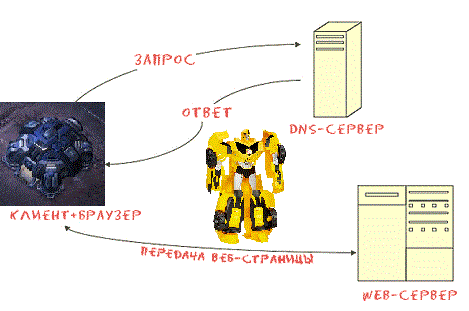 ЗАПРОС
ОТВЕТ
DNS-СЕРВЕР
КЛИЕНТ+БРАУЗЕР
ПЕРЕДАЧА ВЕБ-СТРАНИЦЫ
WEB-СЕРВЕР